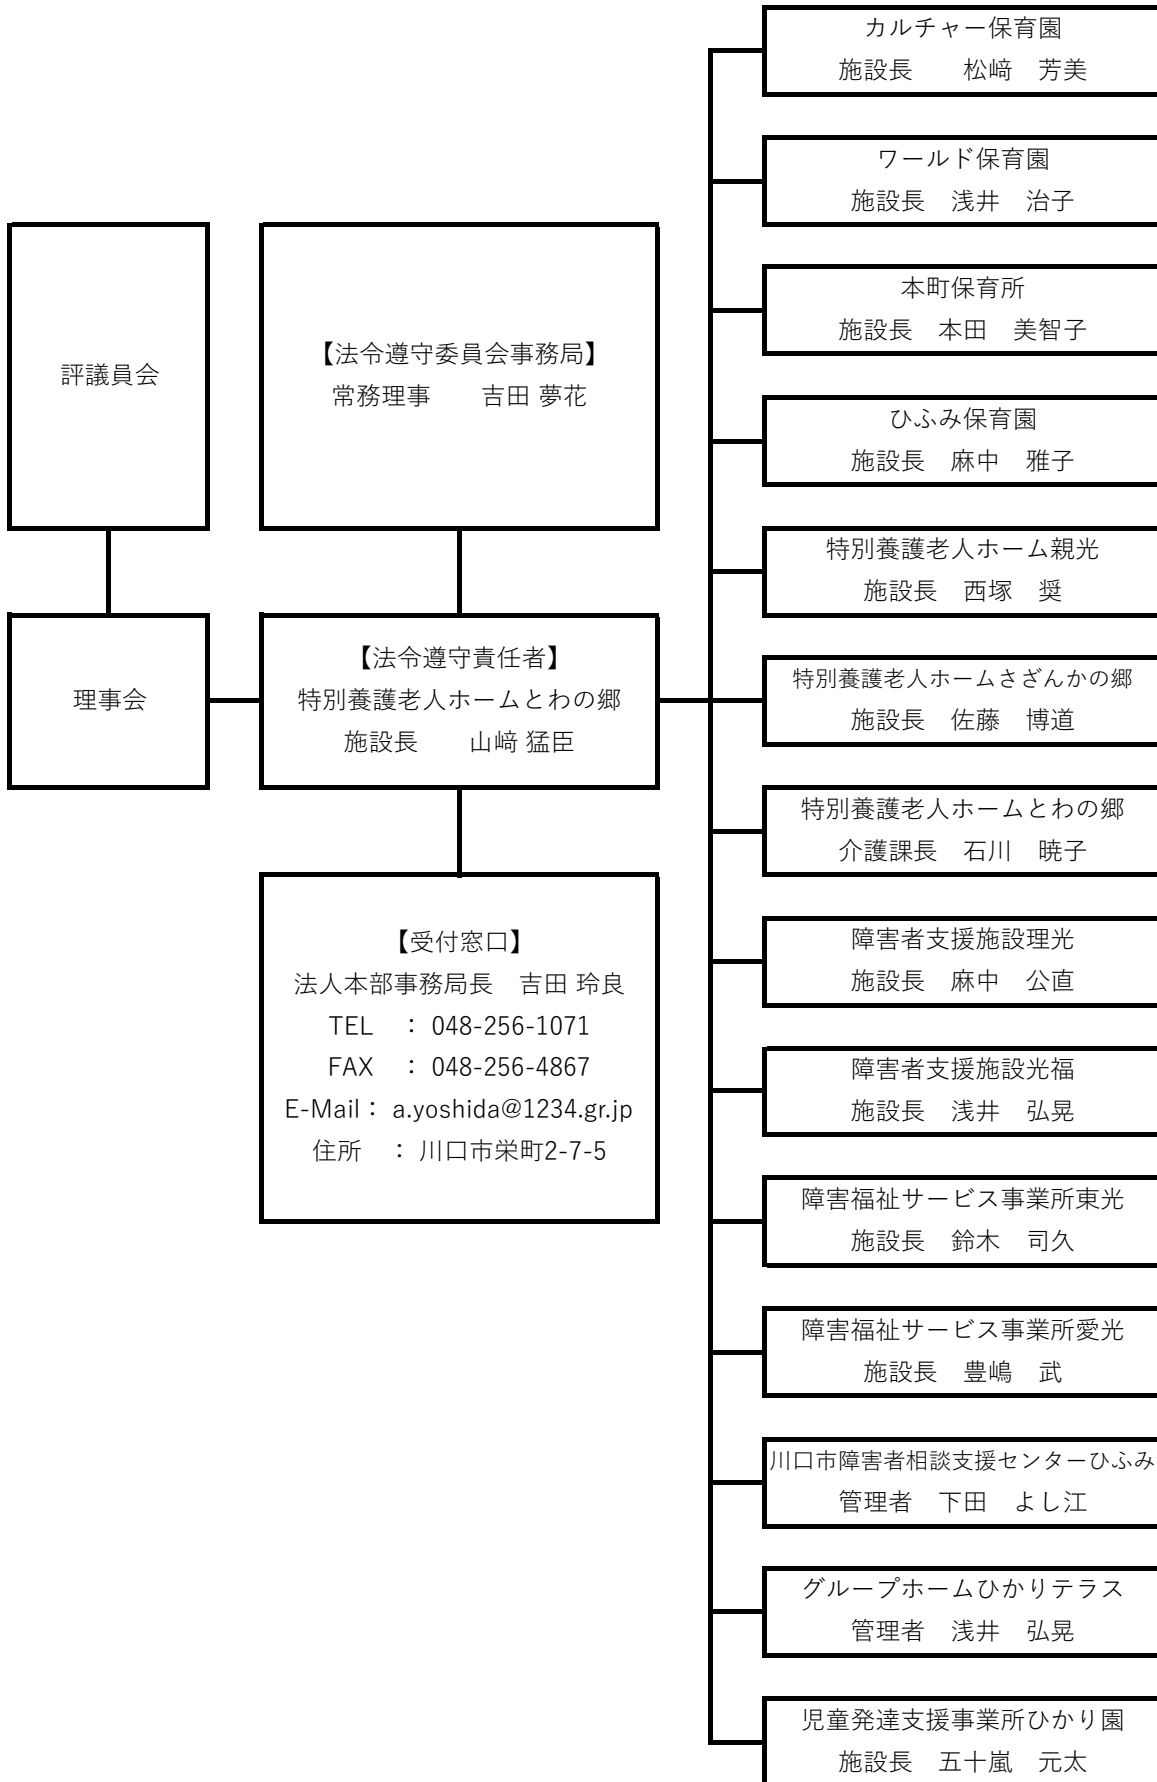 評議員会
理事会
【法令遵守委員会事務局】
常務理事　　吉田 夢花
【法令遵守責任者】
特別養護老人ホームとわの郷
施設長　　山﨑 猛臣
【受付窓口】
法人本部事務局長　吉田 玲良
TEL　： 048-256-1071
FAX　： 048-256-4867
E-Mail： a.yoshida@1234.gr.jp
住所　： 川口市栄町2-7-5
カルチャー保育園
施設長　　松﨑　芳美
ワールド保育園
施設長　浅井　治子
本町保育所
施設長　本田　美智子
ひふみ保育園
施設長　麻中　雅子
特別養護老人ホーム親光
施設長　西塚　奨
特別養護老人ホームさざんかの郷
施設長　佐藤　博道
特別養護老人ホームとわの郷
介護課長　石川　暁子
障害者支援施設理光
施設長　麻中　公直
障害者支援施設光福
施設長　浅井　弘晃
障害福祉サービス事業所東光
施設長　鈴木　司久
障害福祉サービス事業所愛光
施設長　豊嶋　武
川口市障害者相談支援センターひふみ
管理者　下田　よし江
グループホームひかりテラス
管理者　浅井　弘晃
児童発達支援事業所ひかり園
施設長　五十嵐　元太